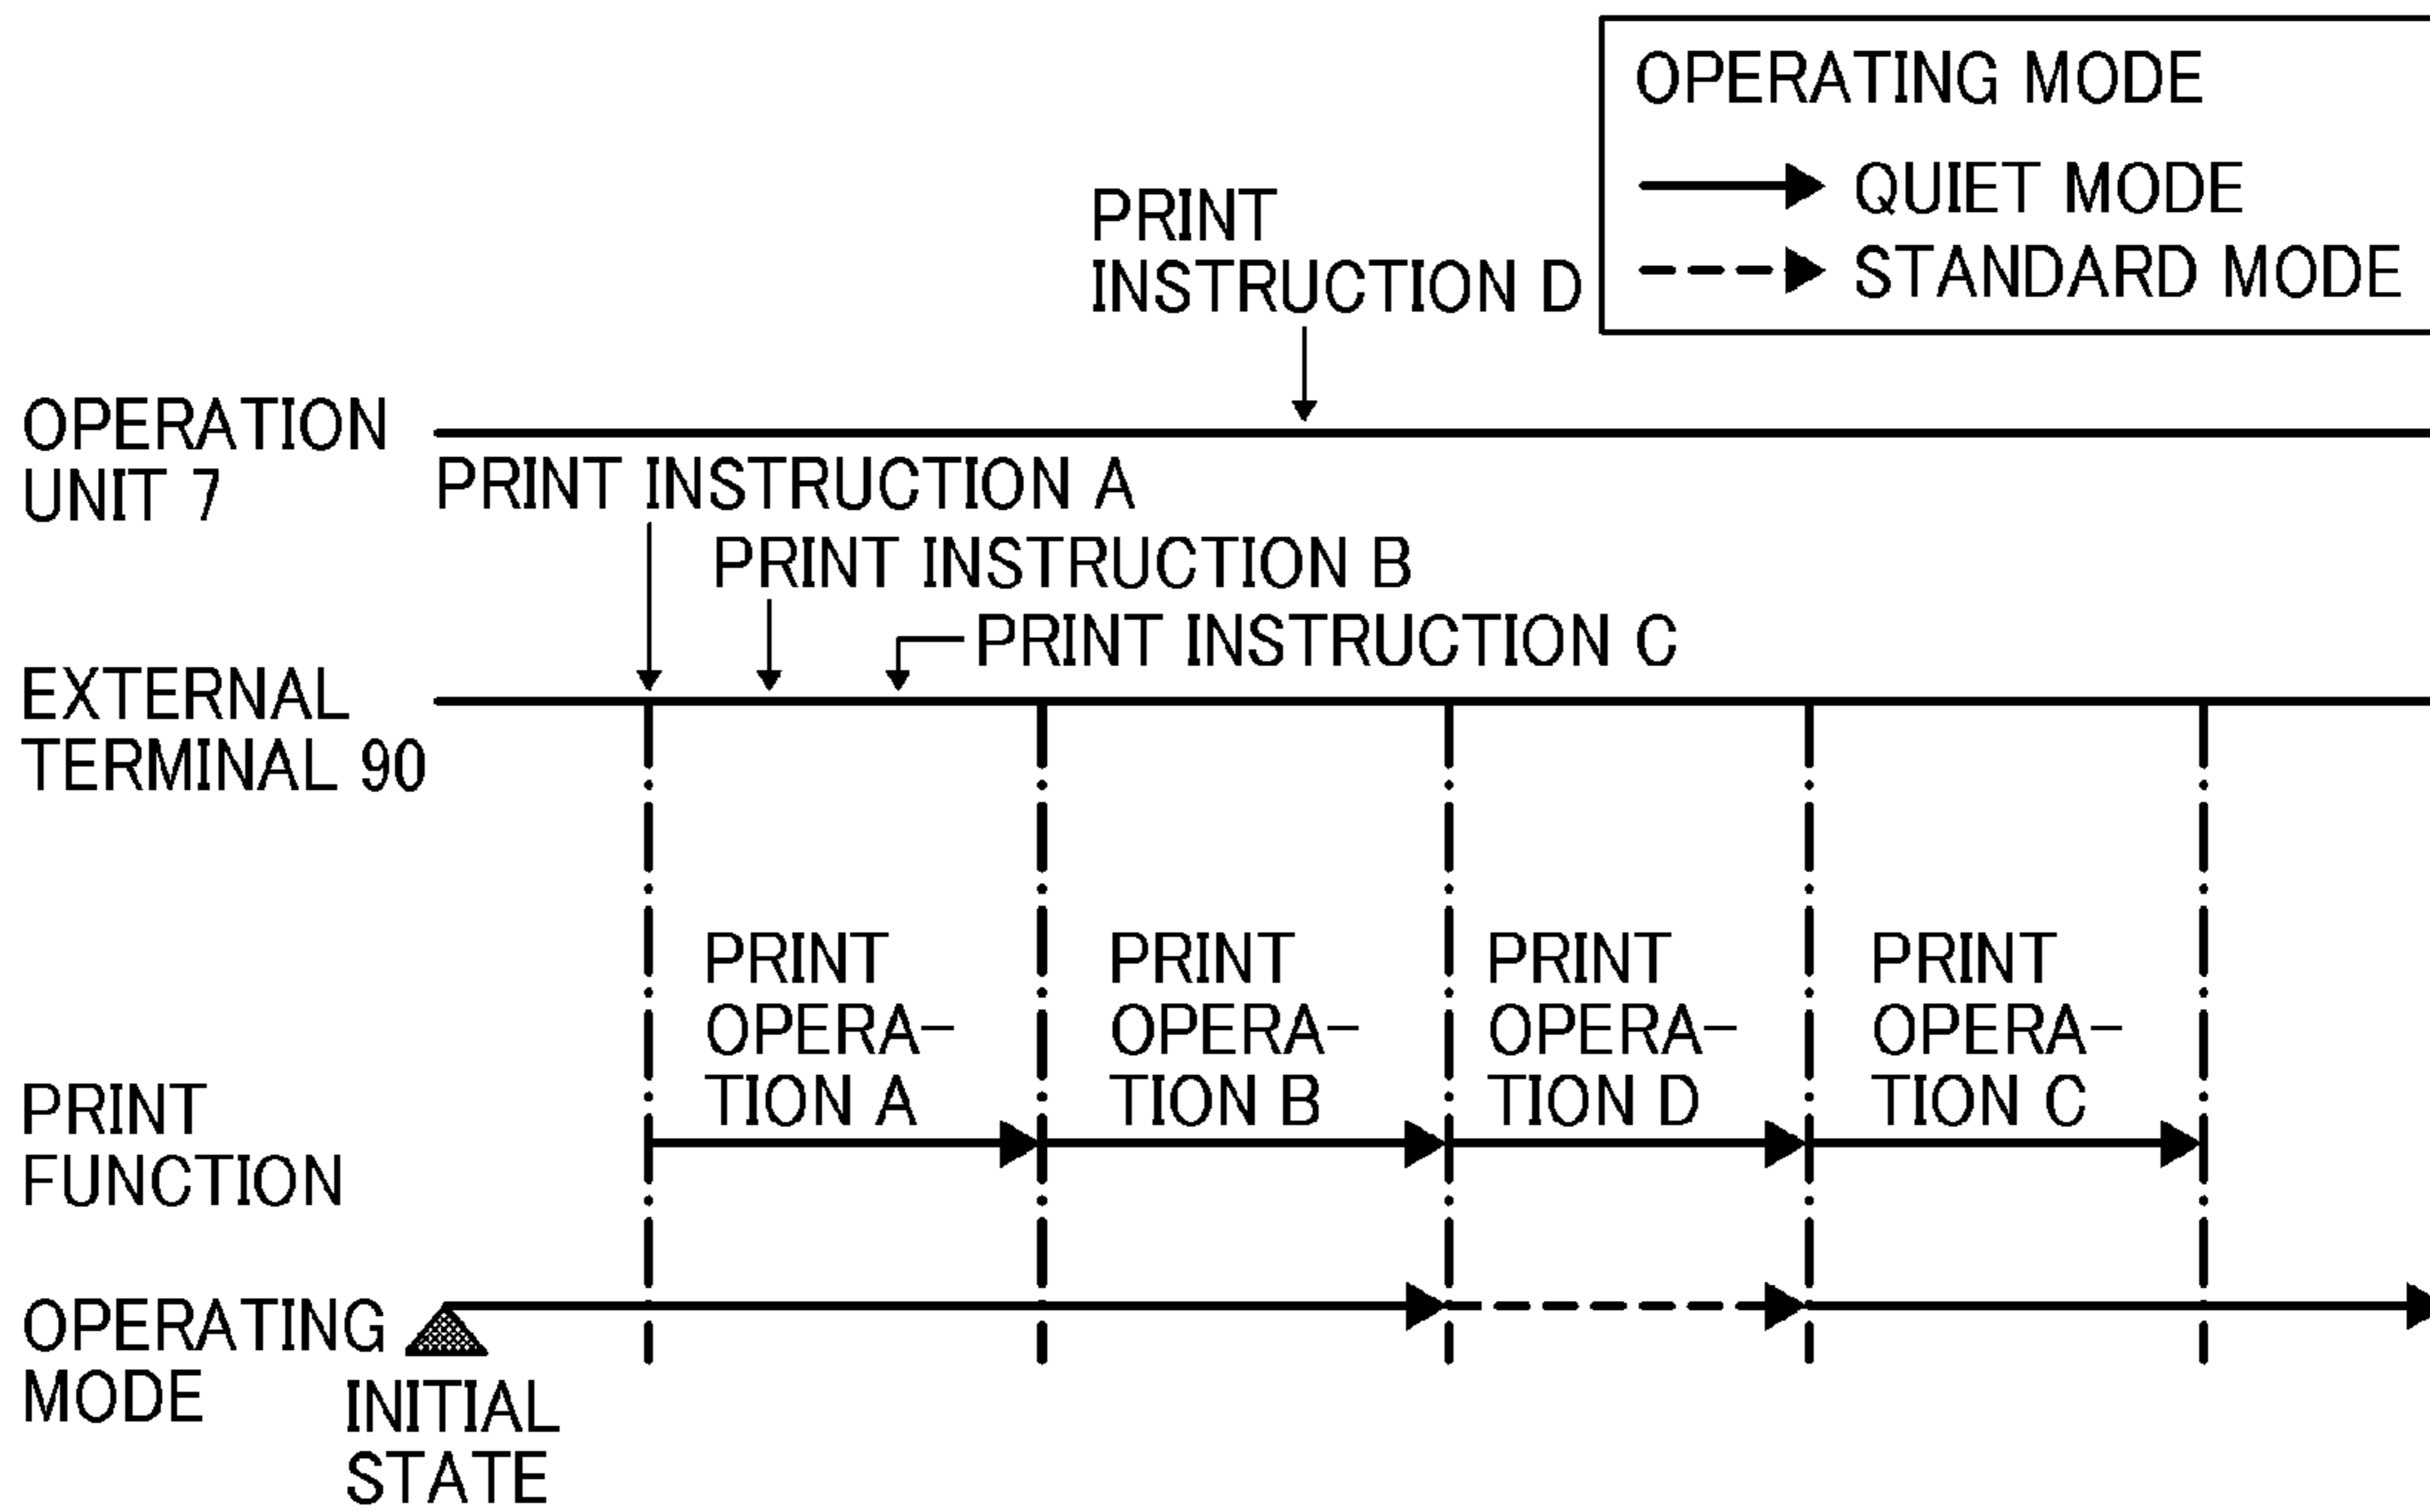 OPERATING MODE
QUIET MODE
STANDARD MODE
PRINT
INSTRUCTION D
OPERATION
UNIT 7
PRINT INSTRUCTION A
PRINT INSTRUCTION B
PRINT INSTRUCTION C
EXTERNAL
TERMINAL 90
PRINT
OPERA-
TION A
PRINT
OPERA-
TION B
PRINT
OPERA-
TION D
PRINT
OPERA-
TION C
PRINT
FUNCTION
OPERATING
MODE
INITIAL
STATE